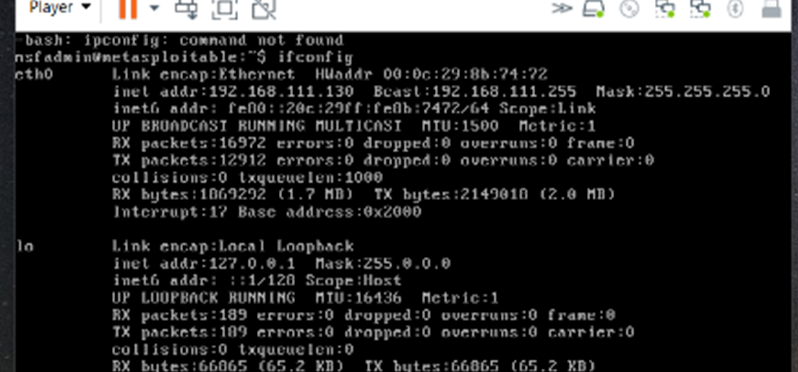 Player
-bash: ipconfig: command not found
msfadmin@metasploitable:~$ ifconfig
eth0 Link encap:Ethernet HWaddr 00:0c:29:8b:74:72
inet addr:192.168.111.130 Bcast:192.168.111.255 Mask:255.255.255.0
inet6 addr: fe80::20c:29ff:fe8b:7472/64 Scope:Link
UP BROADCAST RUNNING MULTICAST MTU:1500 Metric:1
RX packets:16972 errors:0 dropped:0 overruns:0 frame:0
TX packets:12912 errors:0 dropped:0 overruns:0 carrier:0
collisions:0 txqueuelen:1000
RX bytes:1869292 (1.7 MB) TX bytes:2149018 (2.0 MB)
Interrupt:17 Base address:0x2000
lo Link encap:Local Loopback
inet addr:127.0.0.1 Mask:255.0.0.0
inet6 addr: ::1/128 Scope:Host
UP LOOPBACK RUNNING MTU:16436 Metric:1
RX packets:189 errors:0 dropped:0 overruns:0 frame:0
TX packets:189 errors:0 dropped:0 overruns:0 carrier:0
collisions:0 txqueuelen:0
RX bytes:66865 (65.2 KB) TX bytes:66865 (65.2 KB)